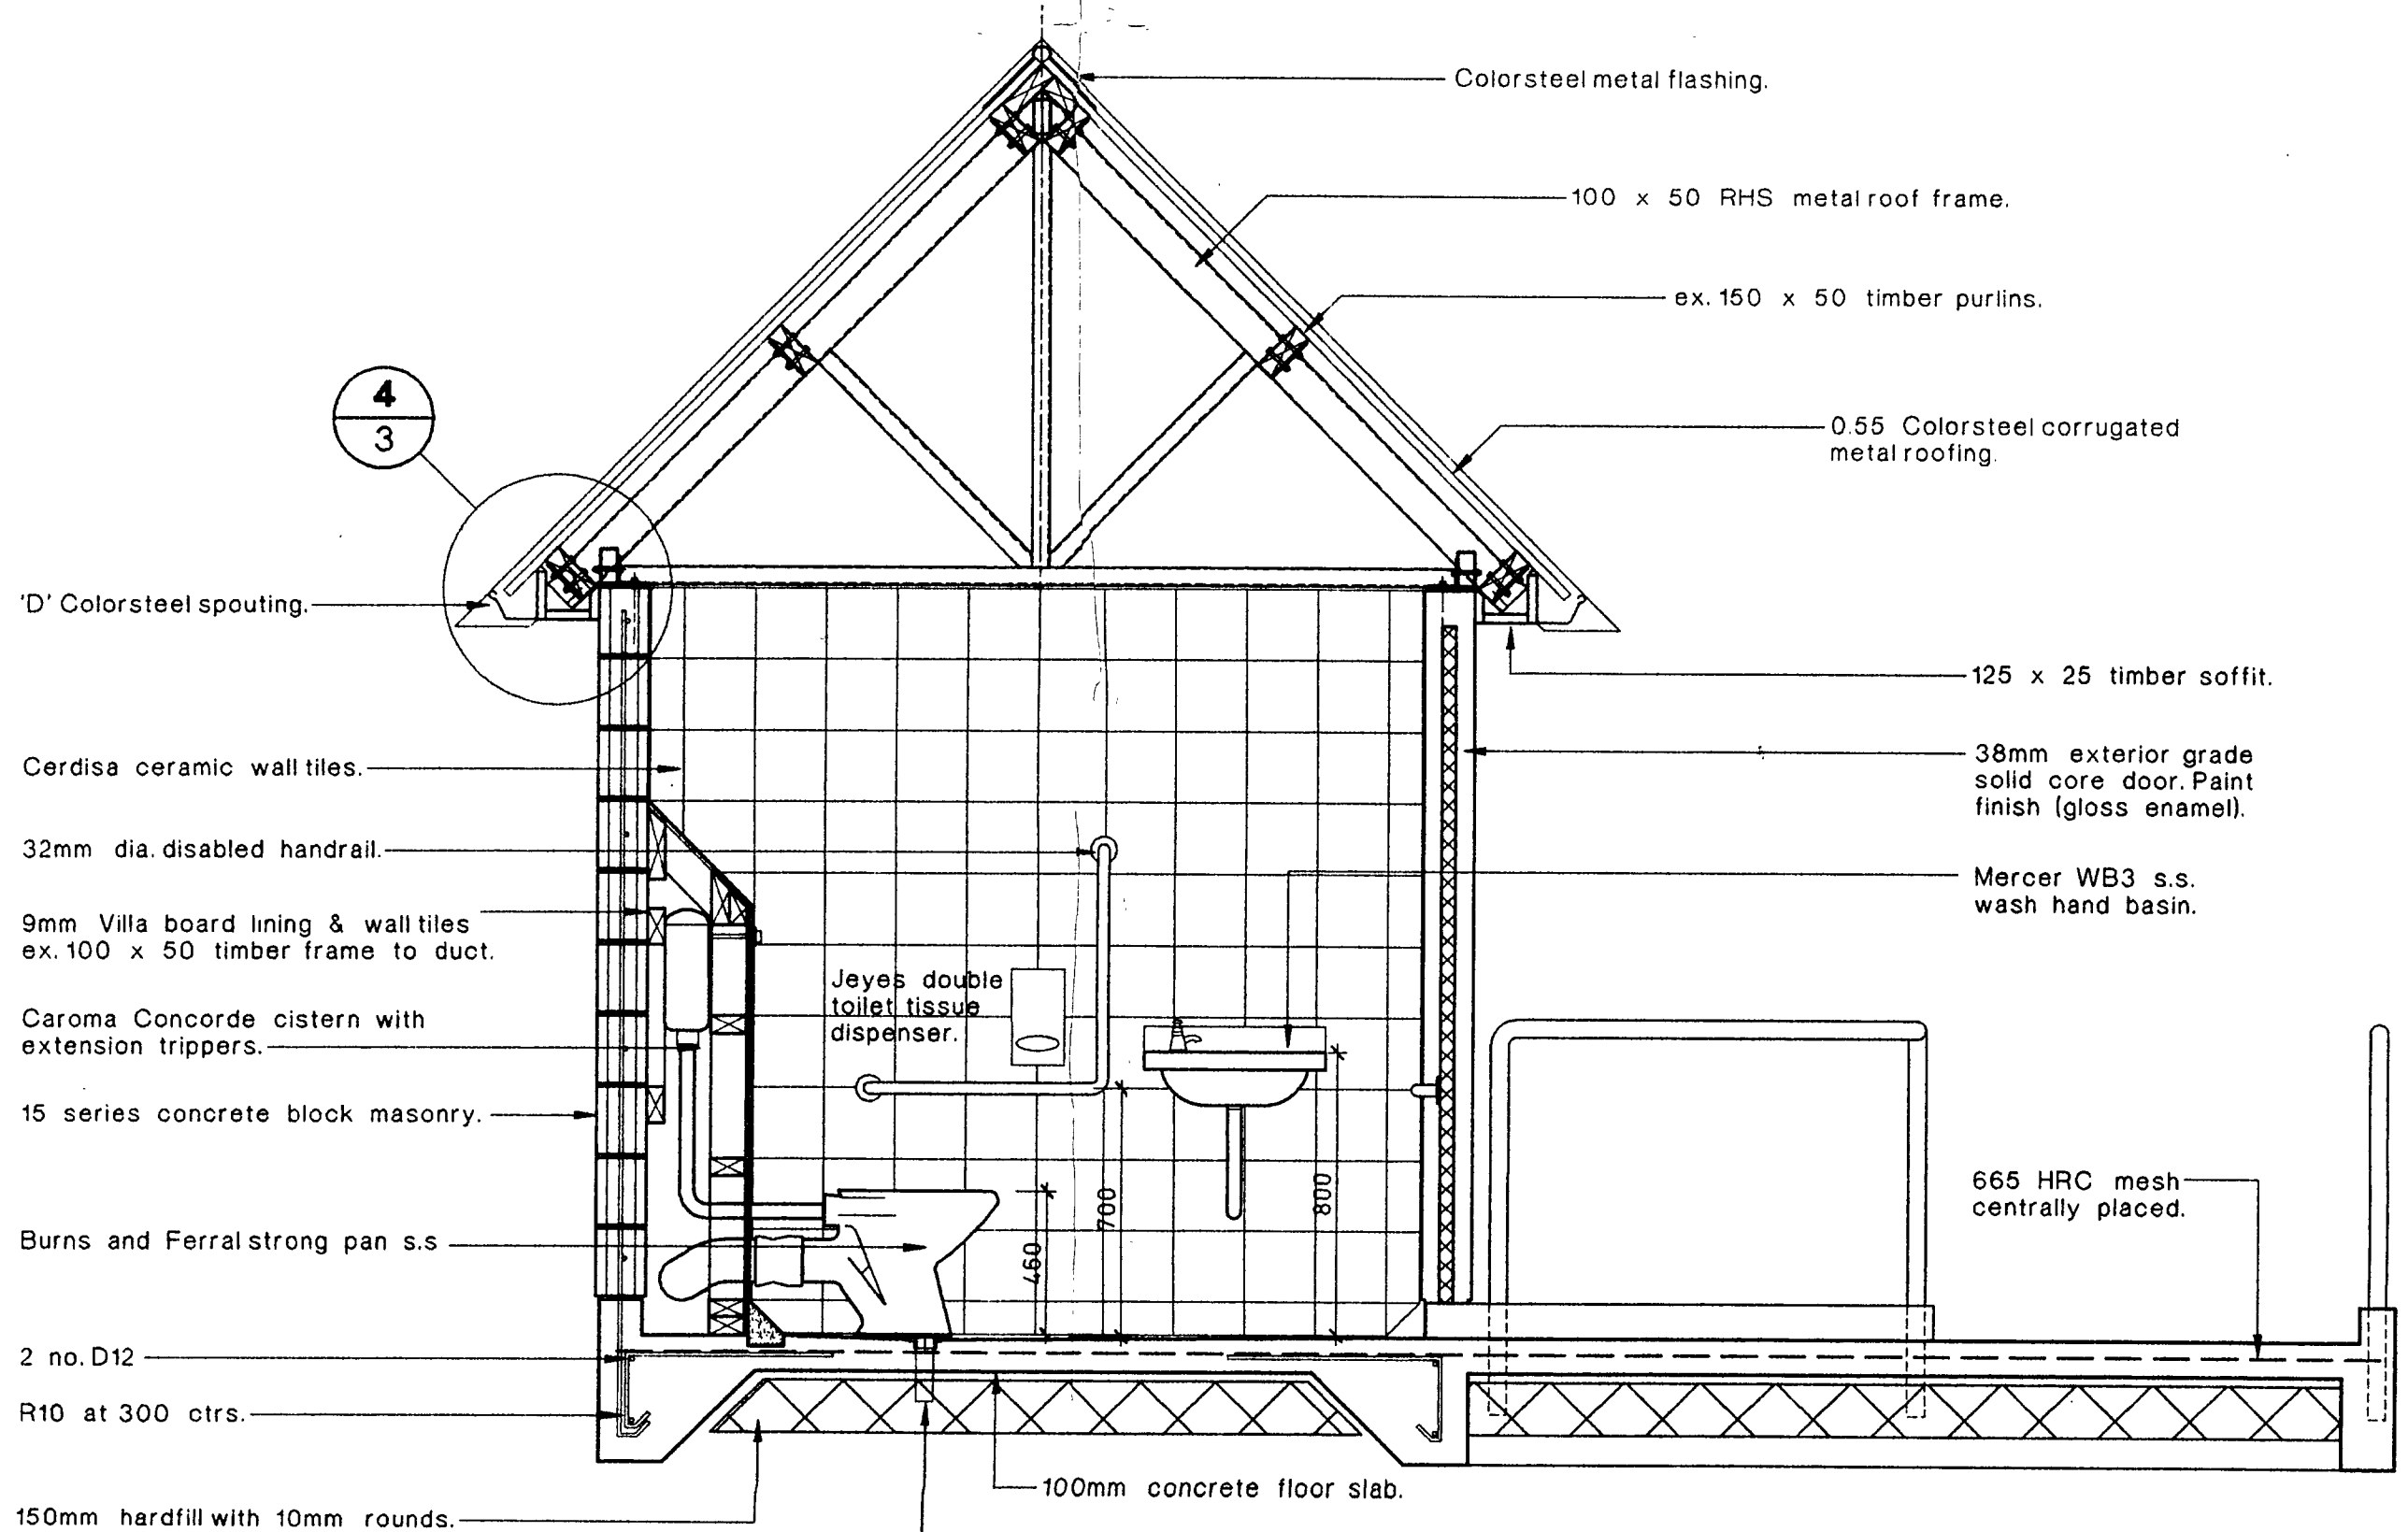 Colorsteel metal flashing.
100 x 50 RHS metal roof frame.
ex. 150 x 50 timber purlins.
0.55 Colorsteel corrugated
metal roofing.
4
3
'D' Colorsteel spouting.
125 x 25 timber soffit.
38mm exterior grade
solid core door. Paint
finish (gloss enamel).
Cerdisa ceramic wall tiles.
32mm dia. disabled handrail.
Mercer WB3 s.s.
wash hand basin.
9mm Villa board lining & wall tiles
ex. 100 x 50 timber frame to duct.
Jeyes double
toilet tissue
dispenser.
Caroma Concorde cistern with
extension trippers.
15 series concrete block masonry.
665 HRC mesh
centrally placed.
460
700
800
Burns and Ferral strong pan s.s
2 no. D12
R10 at 300 ctrs.
100mm concrete floor slab.
150mm hardfill with 10mm rounds.